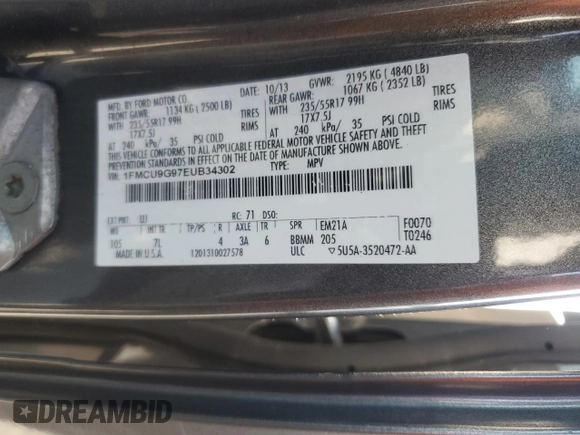 MFD. BY FORD MOTOR CO.
DATE: 10/13 GVWR: 2195 KG ( 4840 LB)
FRONT GAWR: 1134 KG ( 2500 LB) REAR GAWR: 1067 KG ( 2352 LB)
WITH 235/55R17 99H TIRES WITH 235/55R17 99H TIRES
17X7.5J RIMS 17X7.5J RIMS
AT 240 kPa/ 35 PSI COLD AT 240 kPa/ 35 PSI COLD
THIS VEHICLE CONFORMS TO ALL APPLICABLE FEDERAL MOTOR VEHICLE SAFETY AND THEFT
PREVENTION STANDARDS IN EFFECT ON THE DATE OF MANUFACTURE SHOWN ABOVE.
VIN: 1FMCU9G97EUB34302 TYPE: MPV
EXT PNT: UJ RC: 71 DSO:
WB INT TR TP/PS R AXLE TR SPR EM21A F0070
105 7L 4 3A 6 BBMM 205 T0246
MADE IN U.S.A. 1201310027578 ULC 5U5A-3520472-AA
DREAMBID